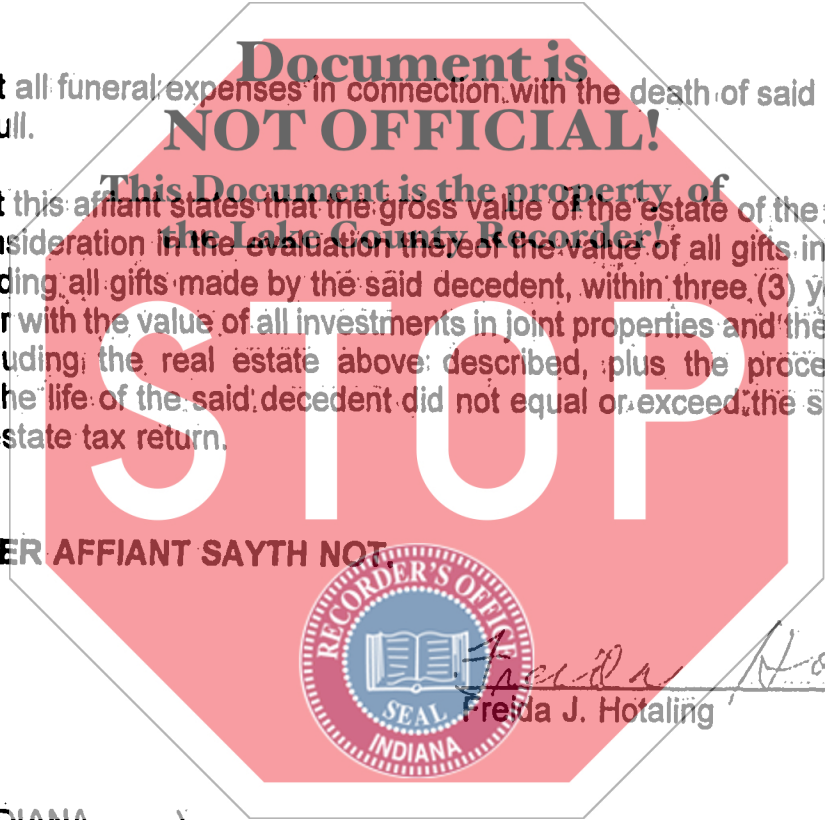 Document is
t all funeral expenses in connection with the death of said
ull.
NOT OFFICIAL!
This Document is the property of
t this affiant states that the gross value of the estate of the
the Lake County Recorder!
sideration in the evaluation thereof the value of all gifts in
ding all gifts made by the said decedent, within three (3) y
r with the value of all investments in joint properties and the
uding the real estate above described, plus the proce
he life of the said decedent did not equal or exceed the s
state tax return.
STOP
ER AFFIANT SAYTH NOT.
RECORDER'S OFFICE
SEAL
INDIANA
Freida Ho
Freida J. Hotaling
DIANA )